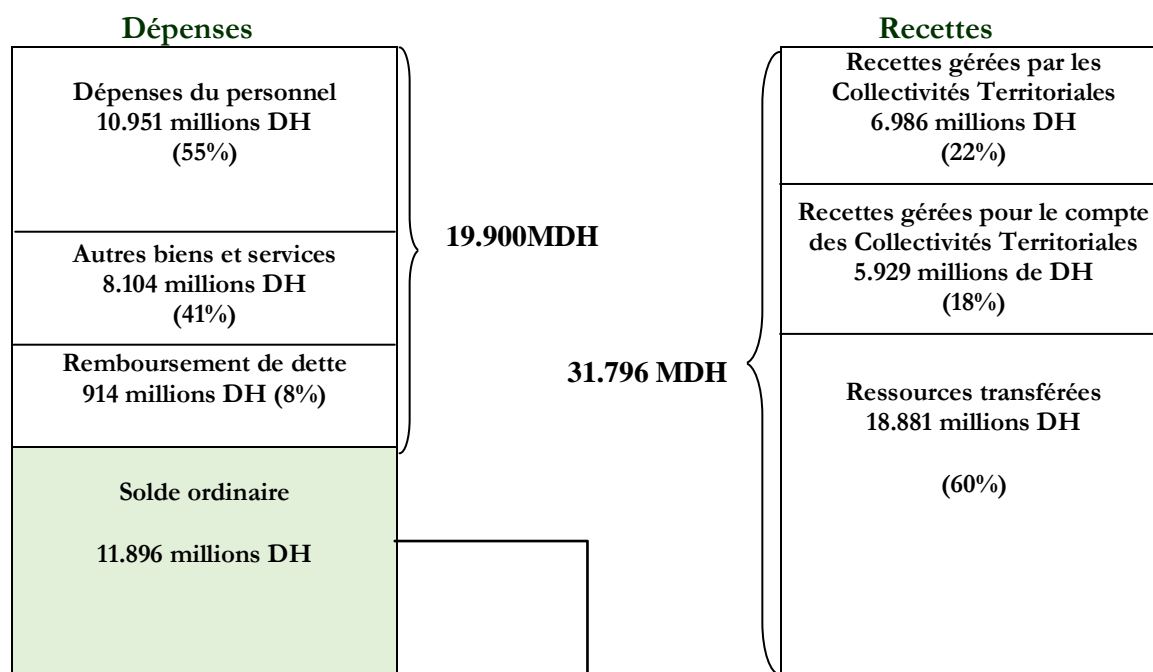 Dépenses
Dépenses du personnel
10.951 millions DH
(55%)
Autres biens et services
8.104 millions DH
(41%)
Remboursement de dette
914 millions DH (8%)
Solde ordinaire
11.896 millions DH
19.900MDH
Recettes
Recettes gérées par les
Collectivités Territoriales
6.986 millions DH
(22%)
Recettes gérées pour le compte
des Collectivités Territoriales
5.929 millions de DH
(18%)
Ressources transférées
18.881 millions DH
(60%)
31.796 MDH